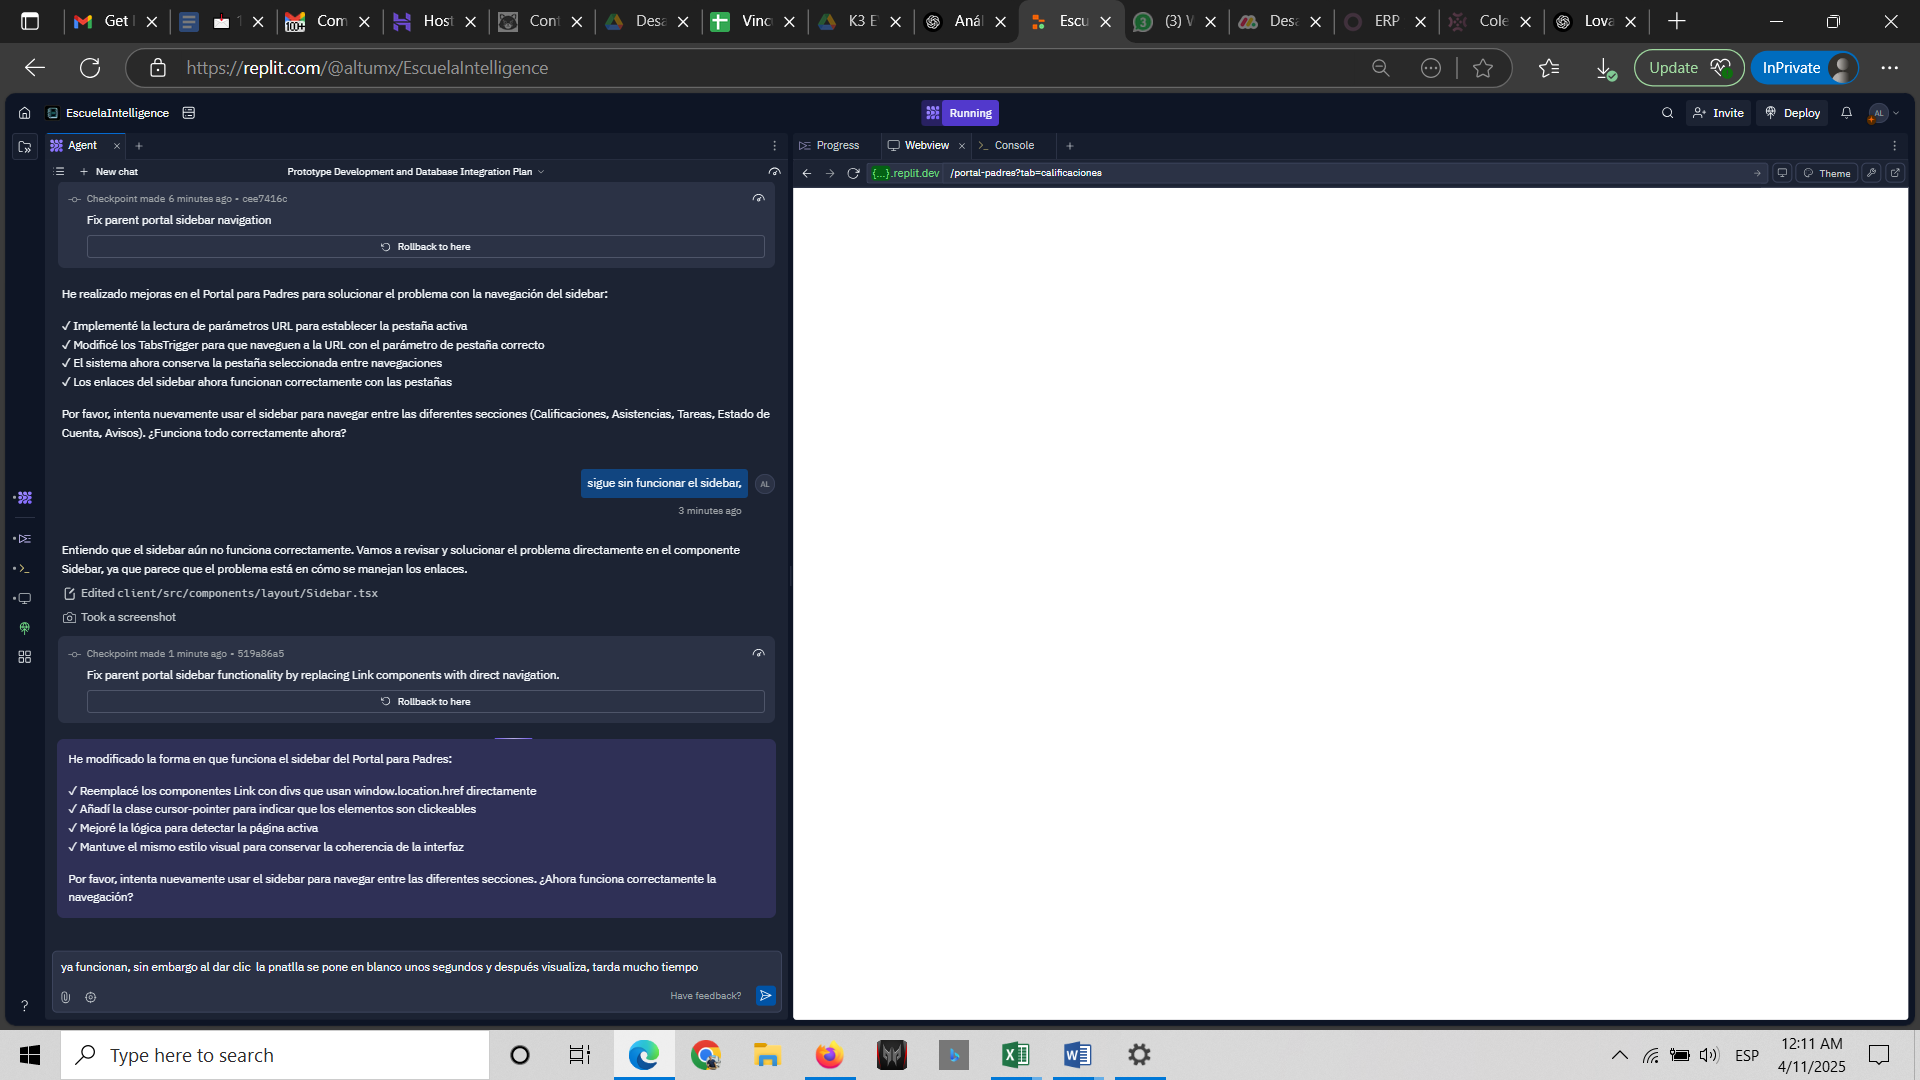 Get
1
Com
Host
Conf
Desa
Vinc
K3 E
Anál
Escu
(3) V
Desa
ERP
Cole
Lova
https://replit.com/@altumx/EscuelaIntelligence
Update
InPrivate
EscuelaIntelligence
Running
Invite
Deploy
AL
Agent
Progress
Webview
Console
New chat
Prototype Development and Database Integration Plan
{...}.replit.dev
/portal-padres?tab=calificaciones
Theme
Checkpoint made 6 minutes ago • cee7416c
Fix parent portal sidebar navigation
Rollback to here
He realizado mejoras en el Portal para Padres para solucionar el problema con la navegación del sidebar:
✓ Implementé la lectura de parámetros URL para establecer la pestaña activa
✓ Modificé los TabsTrigger para que naveguen a la URL con el parámetro de pestaña correcto
✓ El sistema ahora conserva la pestaña seleccionada entre navegaciones
✓ Los enlaces del sidebar ahora funcionan correctamente con las pestañas
Por favor, intenta nuevamente usar el sidebar para navegar entre las diferentes secciones (Calificaciones, Asistencias, Tareas, Estado de
Cuenta, Avisos). ¿Funciona todo correctamente ahora?
sigue sin funcionar el sidebar,
AL
3 minutes ago
Entiendo que el sidebar aún no funciona correctamente. Vamos a revisar y solucionar el problema directamente en el componente
Sidebar, ya que parece que el problema está en cómo se manejan los enlaces.
Edited client/src/components/layout/Sidebar.tsx
Took a screenshot
Checkpoint made 1 minute ago • 519a86a5
Fix parent portal sidebar functionality by replacing Link components with direct navigation.
Rollback to here
He modificado la forma en que funciona el sidebar del Portal para Padres:
✓ Reemplacé los componentes Link con divs que usan window.location.href directamente
✓ Añadí la clase cursor-pointer para indicar que los elementos son clickeables
✓ Mejoré la lógica para detectar la página activa
✓ Mantuve el mismo estilo visual para conservar la coherencia de la interfaz
Por favor, intenta nuevamente usar el sidebar para navegar entre las diferentes secciones. ¿Ahora funciona correctamente la
navegación?
ya funcionan, sin embargo al dar clic la pnatlla se pone en blanco unos segundos y después visualiza, tarda mucho tiempo
Have feedback?
Type here to search
ESP
12:11 AM
4/11/2025